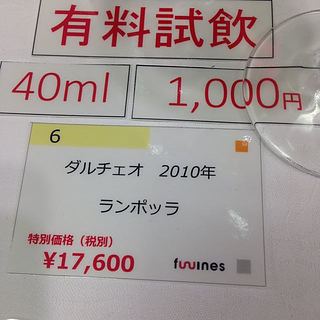 有料試飲
40ml 1,000円
6
ダルチェオ 2010年
ランポッラ
特別価格（税別）
¥17,600
fuwines